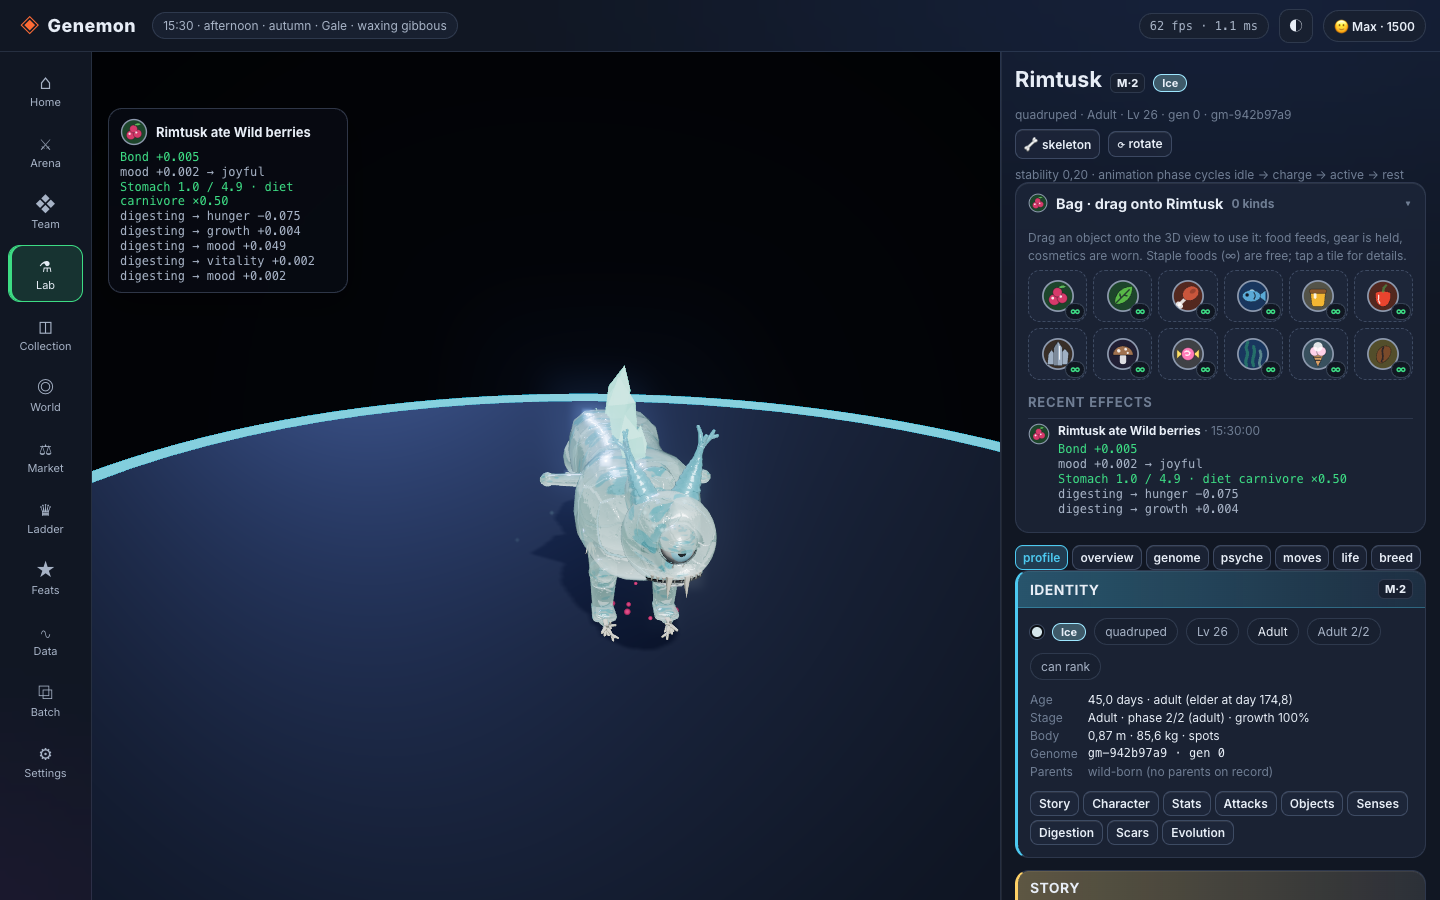 Genemon
15:30 · afternoon · autumn · Gale · waxing gibbous
62 fps · 1.1 ms
Max · 1500
Home
Arena
Team
Lab
Collection
World
Market
Ladder
Feats
Data
Batch
Settings
Rimtusk ate Wild berries
Bond +0.005
mood +0.002 → joyful
Stomach 1.0 / 4.9 · diet
carnivore ×0.50
digesting → hunger −0.075
digesting → growth +0.004
digesting → mood +0.049
digesting → vitality +0.002
digesting → mood +0.002
Rimtusk M·2 Ice
quadruped · Adult · Lv 26 · gen 0 · gm-942b97a9
skeleton
rotate
stability 0,20 · animation phase cycles idle → charge → active → rest
Bag · drag onto Rimtusk 0 kinds
Drag an object onto the 3D view to use it: food feeds, gear is held,
cosmetics are worn. Staple foods (∞) are free; tap a tile for details.
∞ ∞ ∞ ∞ ∞ ∞
∞ ∞ ∞ ∞ ∞ ∞
RECENT EFFECTS
Rimtusk ate Wild berries · 15:30:00
Bond +0.005
mood +0.002 → joyful
Stomach 1.0 / 4.9 · diet carnivore ×0.50
digesting → hunger −0.075
digesting → growth +0.004
profile overview genome psyche moves life breed
IDENTITY M·2
Ice quadruped Lv 26 Adult Adult 2/2
can rank
Age 45,0 days · adult (elder at day 174,8)
Stage Adult · phase 2/2 (adult) · growth 100%
Body 0,87 m · 85,6 kg · spots
Genome gm-942b97a9 · gen 0
Parents wild-born (no parents on record)
Story Character Stats Attacks Objects Senses
Digestion Scars Evolution
STORY